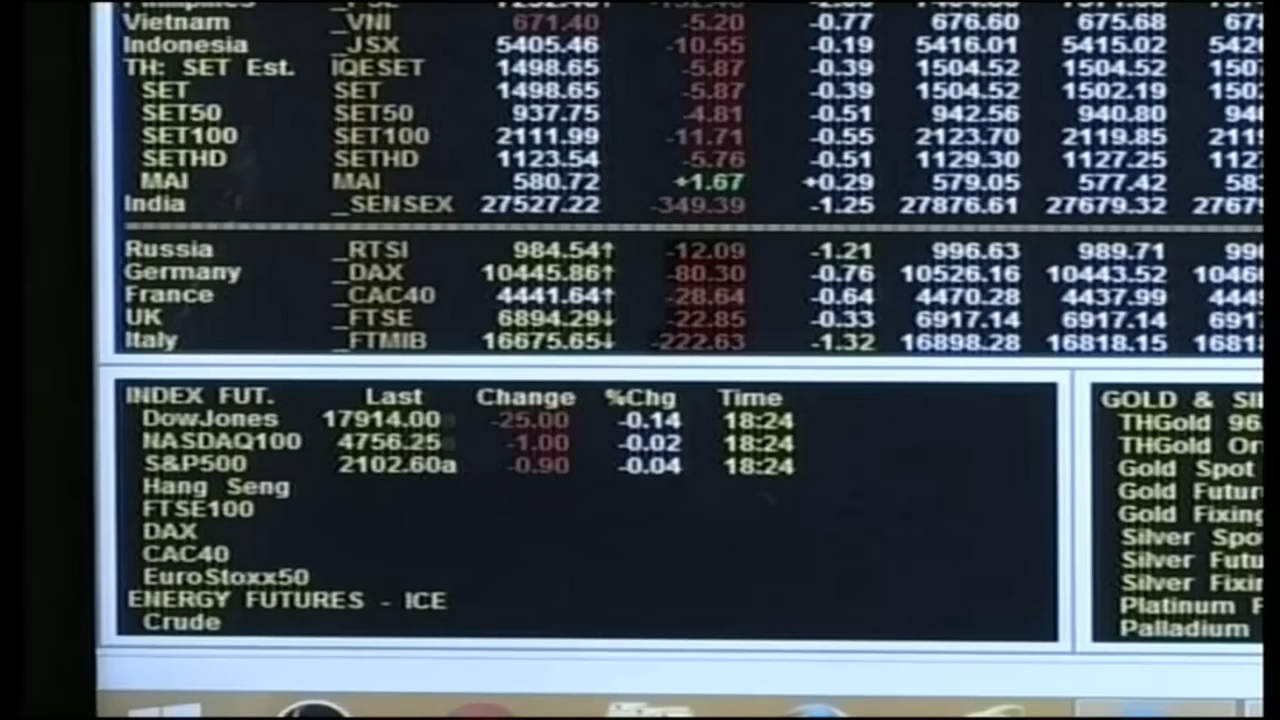 Vietnam _VNI 671.40 -5.20 -0.77 676.60 675.68
Indonesia _JSX 5405.46 -10.55 -0.19 5416.01 5415.02
TH: SET Est. IQESET 1498.65 -5.87 -0.39 1504.52 1504.52
SET SET 1498.65 -5.87 -0.39 1504.52 1502.19
SET50 SET50 937.75 -4.81 -0.51 942.56 940.80
SET100 SET100 2111.99 -11.71 -0.55 2123.70 2119.85
SETHD SETHD 1123.54 -5.76 -0.51 1129.30 1127.25
MAI MAI 580.72 +1.67 +0.29 579.05 577.42
India _SENSEX 27527.22 -349.39 -1.25 27876.61 27679.32
Russia _RTSI 984.54↑ -12.09 -1.21 996.63 989.71
Germany _DAX 10445.86↑ -80.30 -0.76 10526.16 10443.52
France _CAC40 4441.64↑ -28.64 -0.64 4470.28 4437.99
UK _FTSE 6894.29↓ -22.85 -0.33 6917.14 6917.14
Italy _FTMIB 16675.65↓ -222.63 -1.32 16898.28 16818.15
INDEX FUT. Last Change %Chg Time
DowJones 17914.00 -25.00 -0.14 18:24
NASDAQ100 4756.25 -1.00 -0.02 18:24
S&P500 2102.60a -0.90 -0.04 18:24
Hang Seng
FTSE100
DAX
CAC40
EuroStoxx50
ENERGY FUTURES - ICE
Crude
GOLD &
THGold 96
THGold
Gold Spot
Gold
Gold Fixing
Silver
Silver
Silver
Platinum
Palladium